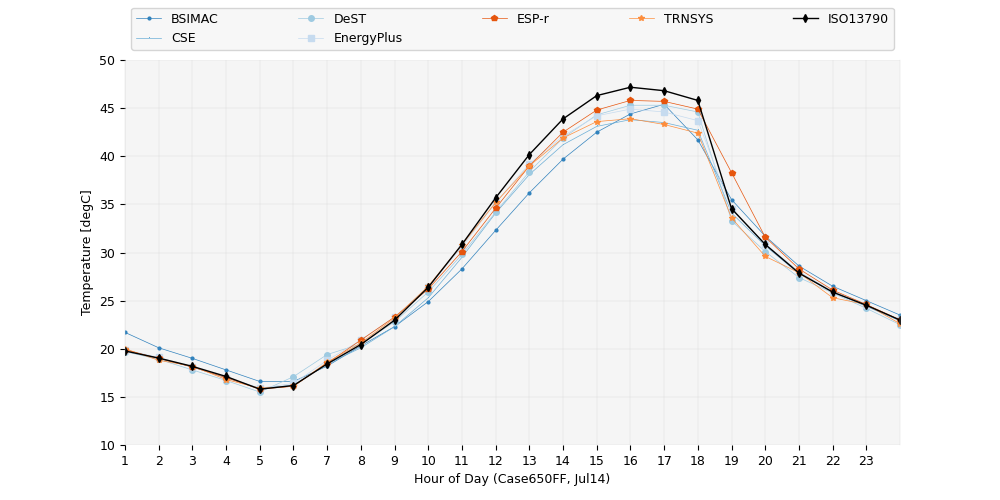 BSIMAC DeST ESP-r TRNSYS ISO13790
CSE EnergyPlus
50
45
40
35
30
25
20
15
10
Temperature [degC]
1 2 3 4 5 6 7 8 9 10 11 12 13 14 15 16 17 18 19 20 21 22 23
Hour of Day (Case650FF, Jul14)